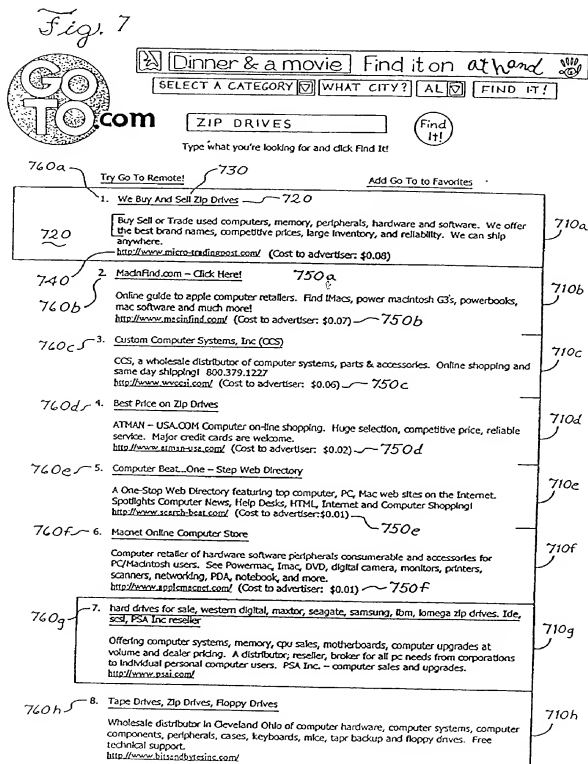 Fig. 7
Dinner & a movie Find it on at hand
SELECT A CATEGORY WHAT CITY? AL FIND IT!
GO TO.com
ZIP DRIVES Find It!
Type what you're looking for and click Find It!
760a 730
Try Go To Remote! Add Go To to Favorites
1. We Buy And Sell Zip Drives 720
710a
Buy Sell or Trade used computers, memory, peripherals, hardware and software. We offer
720 the best brand names, competitive prices, large inventory, and reliability. We can ship
anywhere.
http://www.micro-tradingpost.com/ (Cost to advertiser: $0.08)
740
2. MacInFind.com – Click Here! 750a
710b
760b Online guide to apple computer retailers. Find IMacs, power macintosh G3's, powerbooks,
mac software and much more!
http://www.macinfind.com/ (Cost to advertiser: $0.07) 750b
760c 3. Custom Computer Systems, Inc (CCS)
710c
CCS, a wholesale distributor of computer systems, parts & accessories. Online shopping and
same day shipping! 800.379.1227
http://www.wvccsi.com/ (Cost to advertiser: $0.06) 750c
760d 4. Best Price on Zip Drives
710d
ATMAN – USA.COM Computer on-line shopping. Huge selection, competitive price, reliable
service. Major credit cards are welcome.
http://www.atman-usa.com/ (Cost to advertiser: $0.02) 750d
760e 5. Computer Beat...One – Step Web Directory
710e
A One-Stop Web Directory featuring top computer, PC, Mac web sites on the Internet.
Spotlights Computer News, Help Desks, HTML, Internet and Computer Shopping!
http://www.search-beat.com/ (Cost to advertiser:$0.01)
750e
760f 6. Macnet Online Computer Store
710f
Computer retailer of hardware software peripherals consumerable and accessories for
PC/Macintosh users. See Powermac, Imac, DVD, digital camera, monitors, printers,
scanners, networking, PDA, notebook, and more.
http://www.applemacnet.com/ (Cost to advertiser: $0.01) 750f
760g 7. hard drives for sale, western digital, maxtor, seagate, samsung, ibm, iomega zip drives. Ide,
scsi, PSA Inc reseller
710g
Offering computer systems, memory, cpu sales, motherboards, computer upgrades at
volume and dealer pricing. A distributor; reseller, broker for all pc needs from corporations
to individual personal computer users. PSA Inc. – computer sales and upgrades.
http://www.psai.com/
760h 8. Tape Drives, Zip Drives, Floppy Drives
710h
Wholesale distributor in Cleveland Ohio of computer hardware, computer systems, computer
components, peripherals, cases, keyboards, mice, tapr backup and floppy drives. Free
technical support.
http://www.bitsandbytesinc.com/